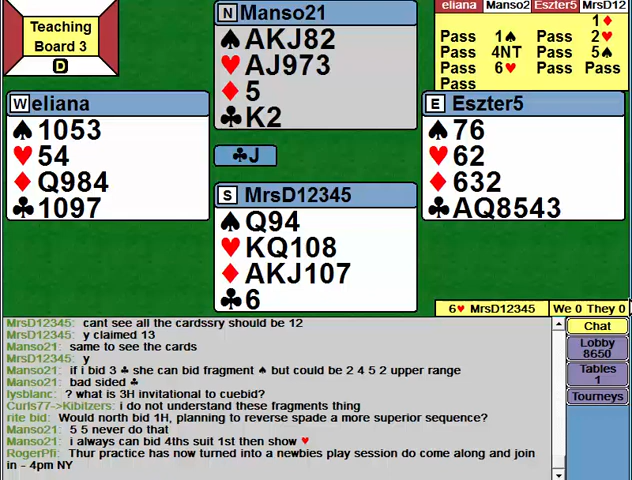 Teaching
Board 3
D
N Manso21
♠ AKJ82
♥ AJ973
♦ 5
♣ K2
eliana Manso2 Eszter5 MrsD12
1♦
Pass 1♠ Pass 2♥
Pass 4NT Pass 5♠
Pass 6♥ Pass Pass
Pass
W eliana
♠ 1053
♥ 54
♦ Q984
♣ 1097
♣J
E Eszter5
♠ 76
♥ 62
♦ 632
♣ AQ8543
S MrsD12345
♠ Q94
♥ KQ108
♦ AKJ107
♣ 6
6♥ MrsD12345 We 0 They 0
MrsD12345: cant see all the cardssry should be 12
MrsD12345: y claimed 13
Manso21: same to see the cards
MrsD12345: y
Manso21: if i bid 3 ♣ she can bid fragment ♠ but could be 2 4 5 2 upper range
Manso21: bad sided ♣
lysblanc: ? what is 3H invitational to cuebid?
Curls77->Kibitzers: i do not understand these fragments thing
rite bid: Would north bid 1H, planning to reverse spade a more superior sequence?
Manso21: 5 5 never do that
Manso21: i always can bid 4ths suit 1st then show ♥
RogerPfi: Thur practice has now turned into a newbies play session do come along and join
in - 4pm NY
Chat
Lobby
8650
Tables
1
Tourneys